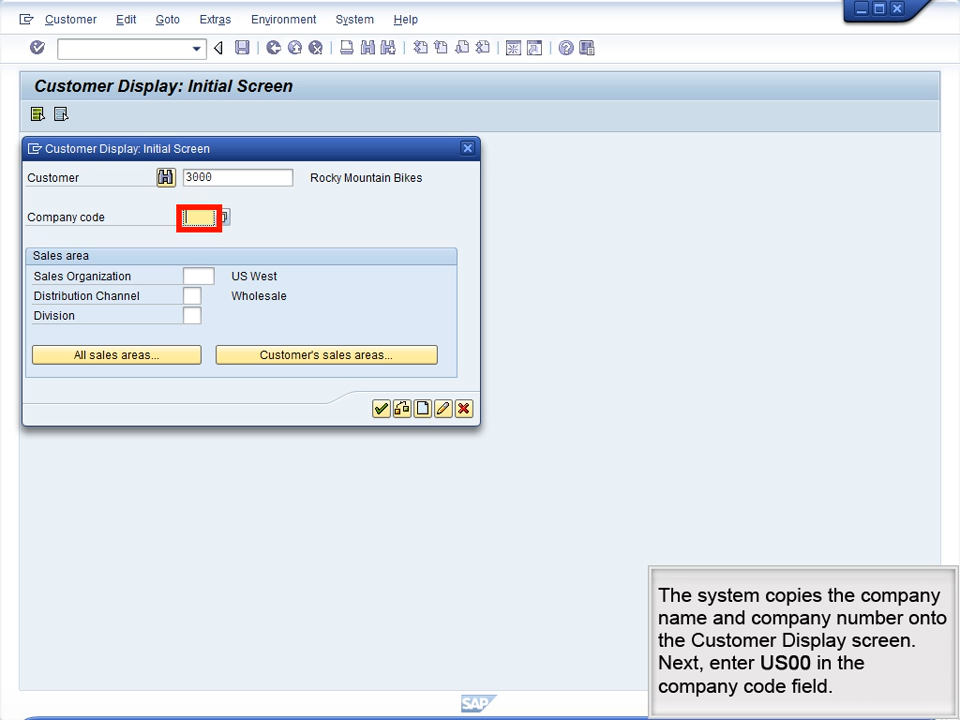 Customer Edit Goto Extras Environment System Help
Customer Display: Initial Screen
Customer Display: Initial Screen
Customer 3000 Rocky Mountain Bikes
Company code
Sales area
Sales Organization US West
Distribution Channel Wholesale
Division
All sales areas... Customer's sales areas...
The system copies the company
name and company number onto
the Customer Display screen.
Next, enter US00 in the
company code field.
SAP